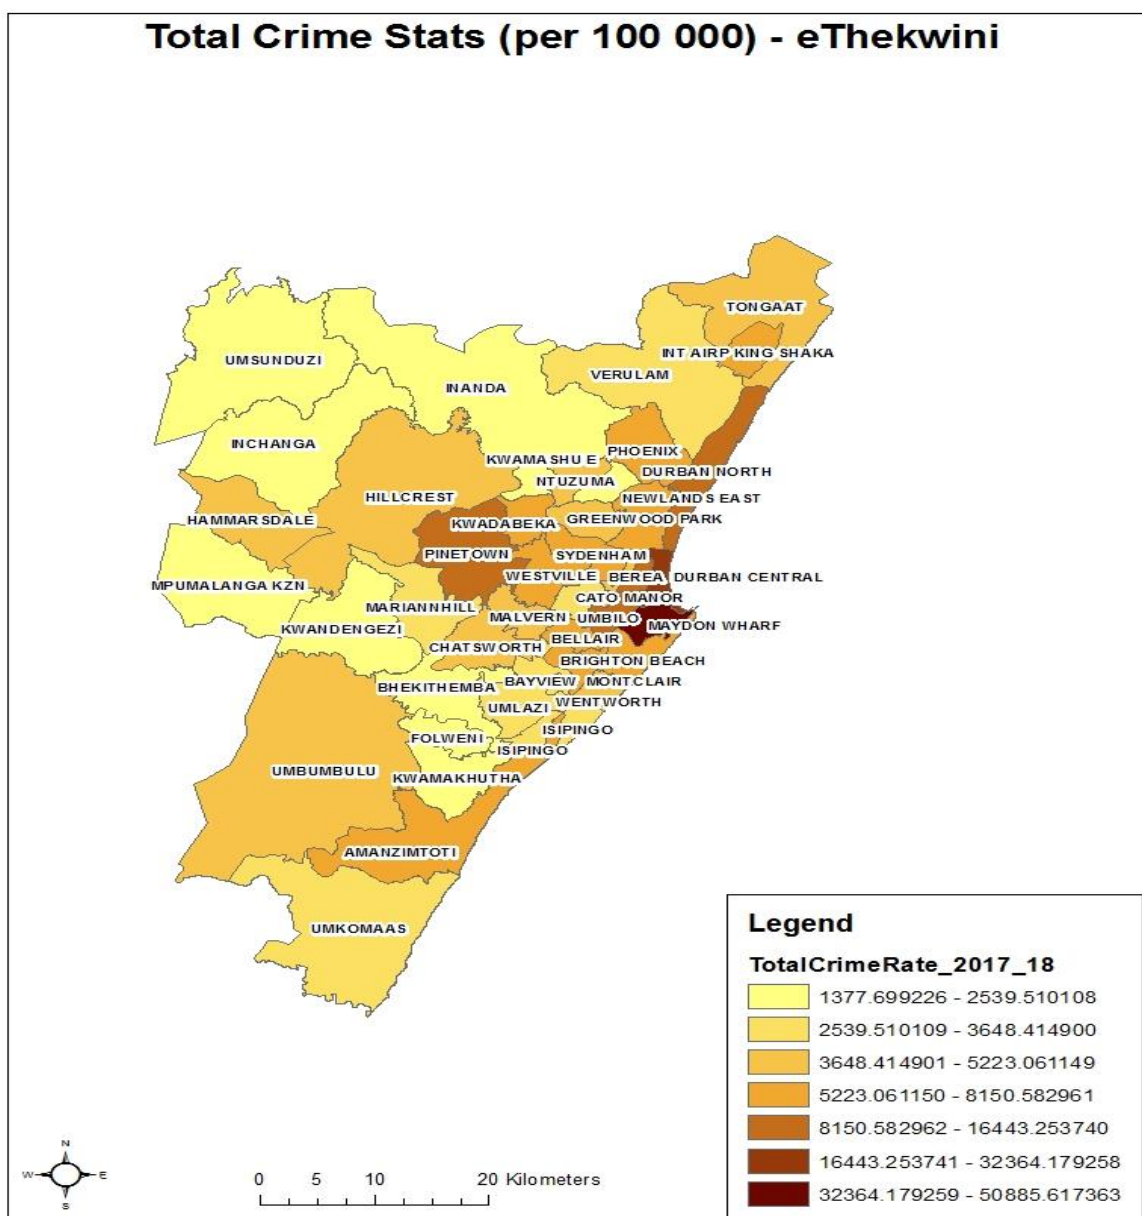 Total Crime Stats (per 100 000) - eThekwini
TONGAAT
INT AIRP KING SHAKA
UMSUNDUZI
VERULAM
INANDA
INCHANGA
PHOENIX
KWAMASHU E
DURBAN NORTH
NTUZUMA
HILLCREST
NEWLANDS EAST
HAMMARSDALE
KWADABEKA
GREENWOOD PARK
PINETOWN
SYDENHAM
WESTVILLE
BEREA
DURBAN CENTRAL
MPUMALANGA KZN
CATO MANOR
MARIANNHILL
MALVERN
UMBILO
MAYDON WHARF
KWANDENGEZI
BELLAIR
CHATSWORTH
BRIGHTON BEACH
BAYVIEW
MONTCLAIR
BHEKITHEMBA
WENTWORTH
UMLAZI
ISIPINGO
FOLWENI
ISIPINGO
UMBUMBULU
KWAMAKHUTHA
AMANZIMTOTI
UMKOMAAS
Legend
TotalCrimeRate_2017_18
1377.699226 - 2539.510108
2539.510109 - 3648.414900
3648.414901 - 5223.061149
5223.061150 - 8150.582961
8150.582962 - 16443.253740
16443.253741 - 32364.179258
32364.179259 - 50885.617363
N
W E
S
0 5 10 20 Kilometers